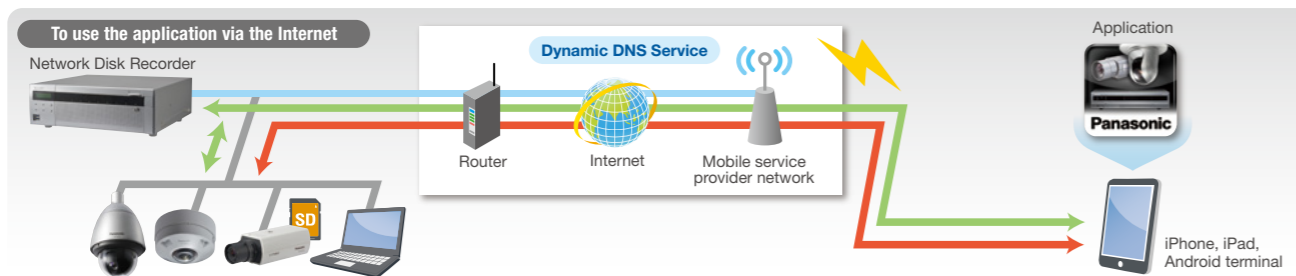 To use the application via the Internet
Network Disk Recorder
Dynamic DNS Service
Router
Internet
Mobile service
provider network
SD
Application
Panasonic
iPhone, iPad,
Android terminal